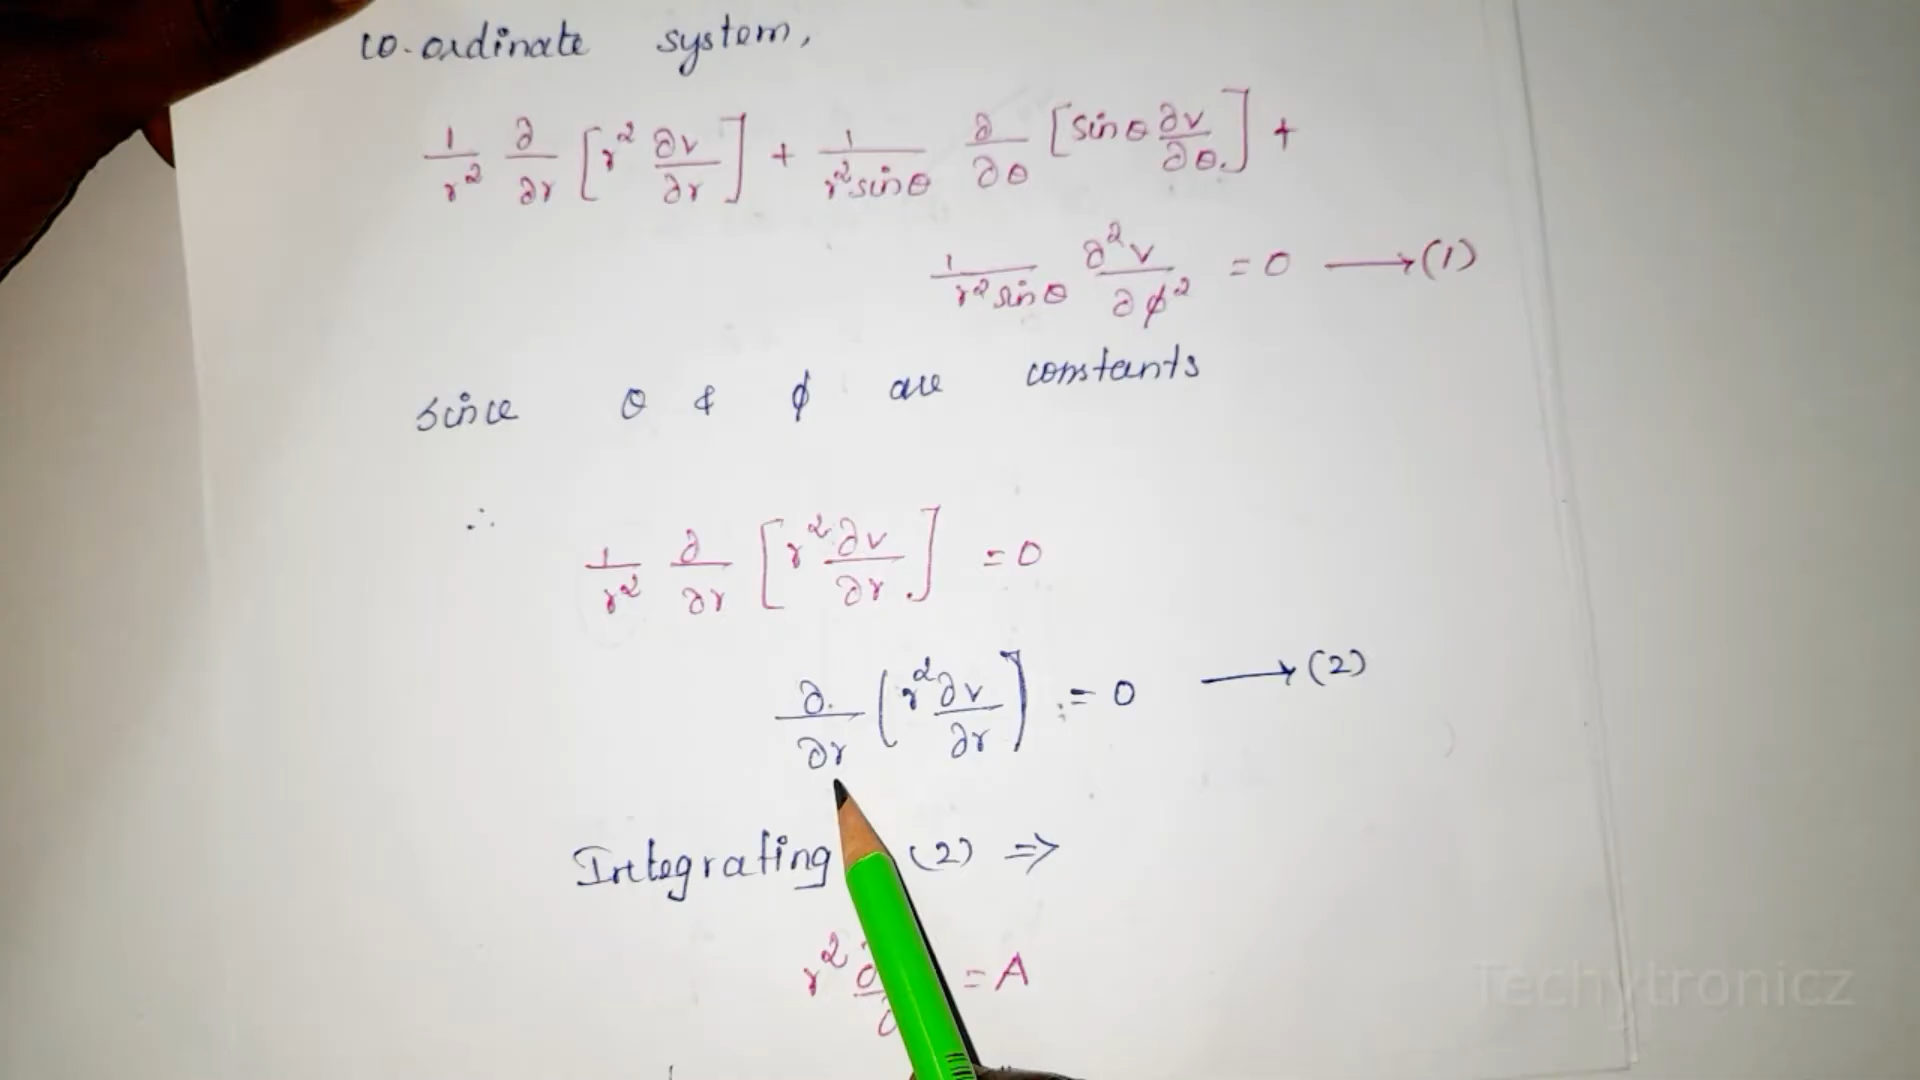 co-ordinate system,
1/r² ∂/∂r [r² ∂v/∂r] + 1/r² sinθ ∂/∂θ [sinθ ∂v/∂θ] +
1/r² sinθ ∂²v/∂ϕ² = 0 ⟶ (1)
since θ & ϕ are constants
∴ 1/r² ∂/∂r [r² ∂v/∂r] = 0
∂/∂r (r² ∂v/∂r] = 0 ⟶ (2)
Integrating (2) ⇒
r² ∂ = A
Techytronicz